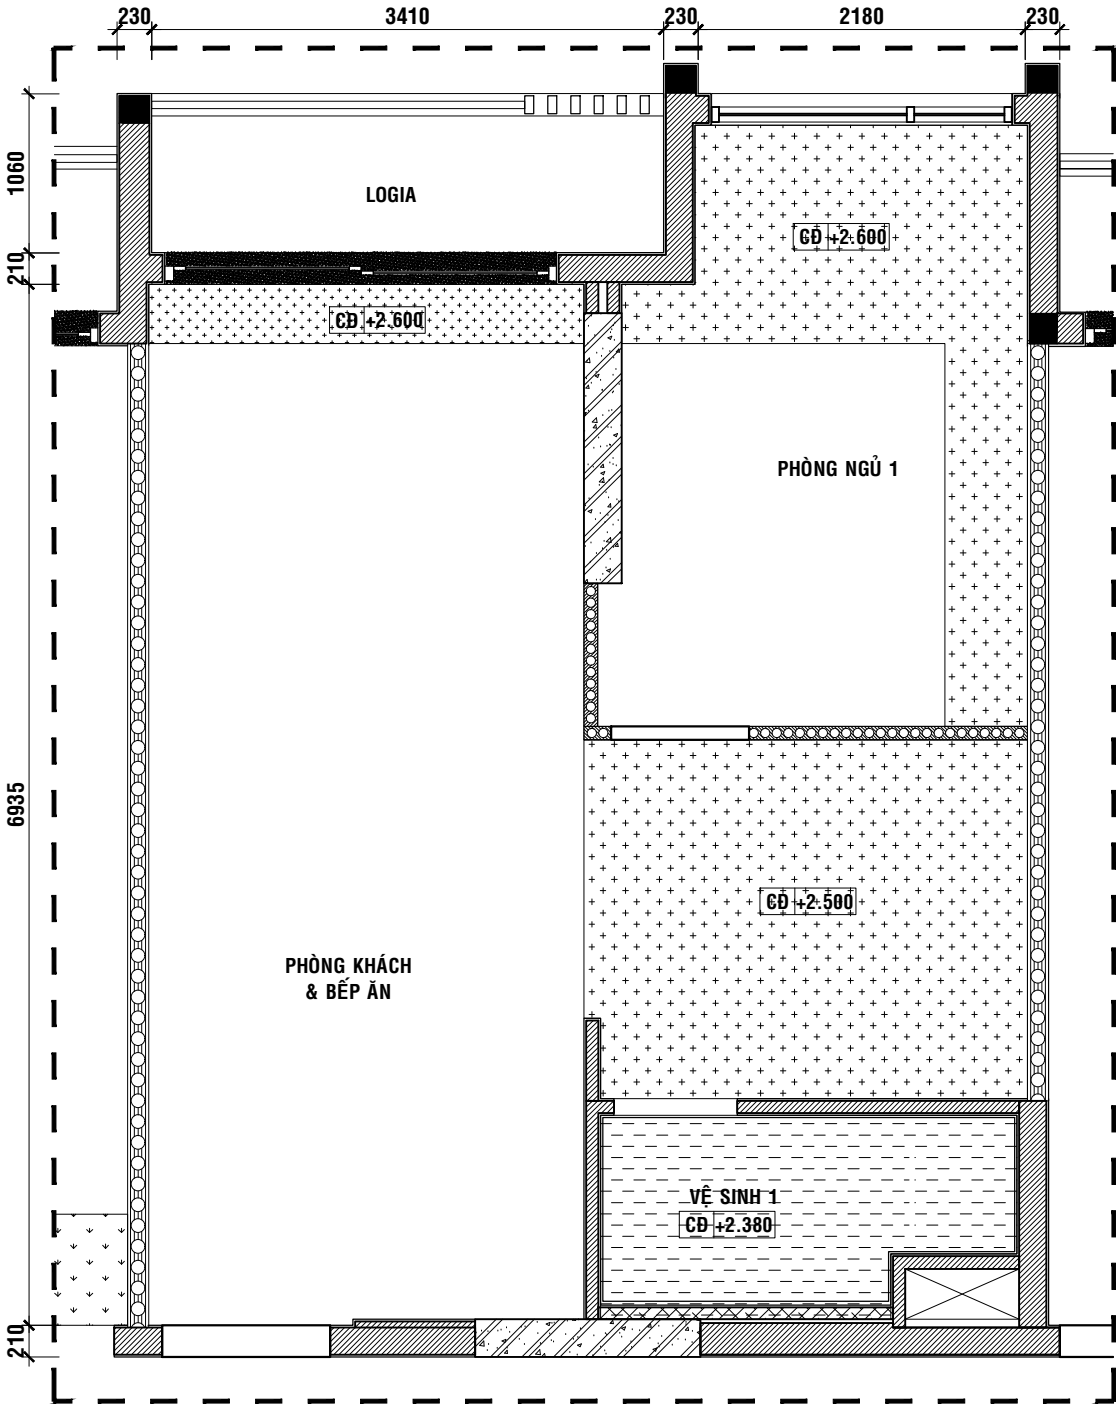 230 3410 230 2180 230
1060
LOGIA
CĐ +2.600
210
CĐ +2.600
PHÒNG NGỦ 1
6935
CĐ +2.500
PHÒNG KHÁCH
& BẾP ĂN
VỆ SINH 1
CĐ +2.380
210